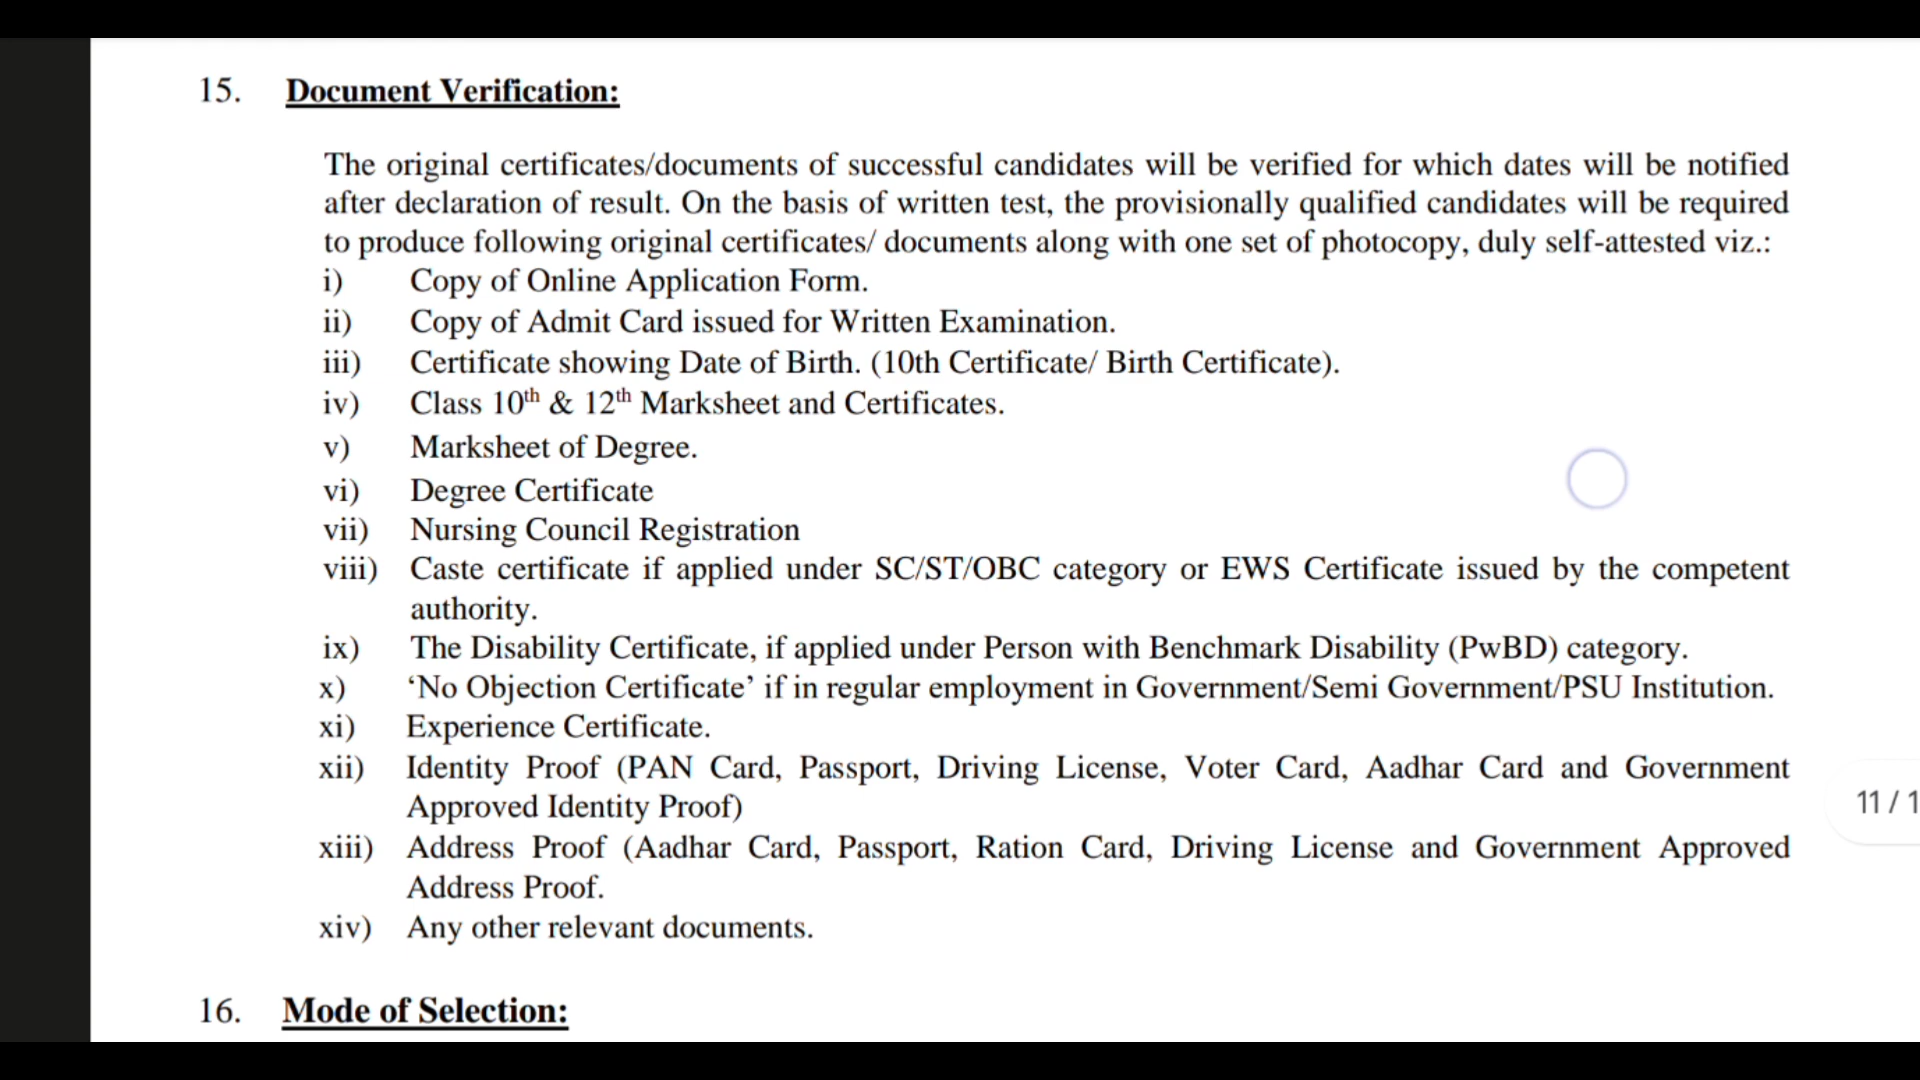 15. Document Verification:
The original certificates/documents of successful candidates will be verified for which dates will be notified
after declaration of result. On the basis of written test, the provisionally qualified candidates will be required
to produce following original certificates/ documents along with one set of photocopy, duly self-attested viz.:
i) Copy of Online Application Form.
ii) Copy of Admit Card issued for Written Examination.
iii) Certificate showing Date of Birth. (10th Certificate/ Birth Certificate).
iv) Class 10th & 12th Marksheet and Certificates.
v) Marksheet of Degree.
vi) Degree Certificate
vii) Nursing Council Registration
viii) Caste certificate if applied under SC/ST/OBC category or EWS Certificate issued by the competent
authority.
ix) The Disability Certificate, if applied under Person with Benchmark Disability (PwBD) category.
x) ‘No Objection Certificate’ if in regular employment in Government/Semi Government/PSU Institution.
xi) Experience Certificate.
xii) Identity Proof (PAN Card, Passport, Driving License, Voter Card, Aadhar Card and Government
Approved Identity Proof)
11 / 1
xiii) Address Proof (Aadhar Card, Passport, Ration Card, Driving License and Government Approved
Address Proof.
xiv) Any other relevant documents.
16. Mode of Selection: